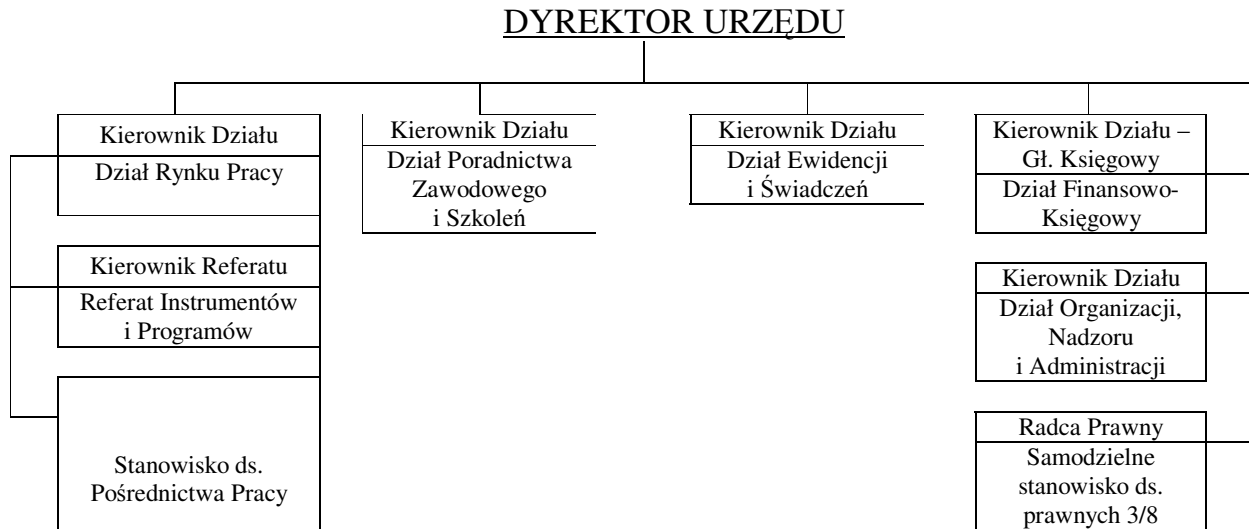 DYREKTOR URZĘDU
Kierownik Działu
Dział Rynku Pracy
Kierownik Działu
Dział Poradnictwa
Zawodowego
i Szkoleń
Kierownik Działu
Dział Ewidencji
i Świadczeń
Kierownik Działu –
Gł. Księgowy
Dział Finansowo-
Księgowy
Kierownik Referatu
Referat Instrumentów
i Programów
Kierownik Działu
Dział Organizacji,
Nadzoru
i Administracji
Stanowisko ds.
Pośrednictwa Pracy
Radca Prawny
Samodzielne
stanowisko ds.
prawnych 3/8